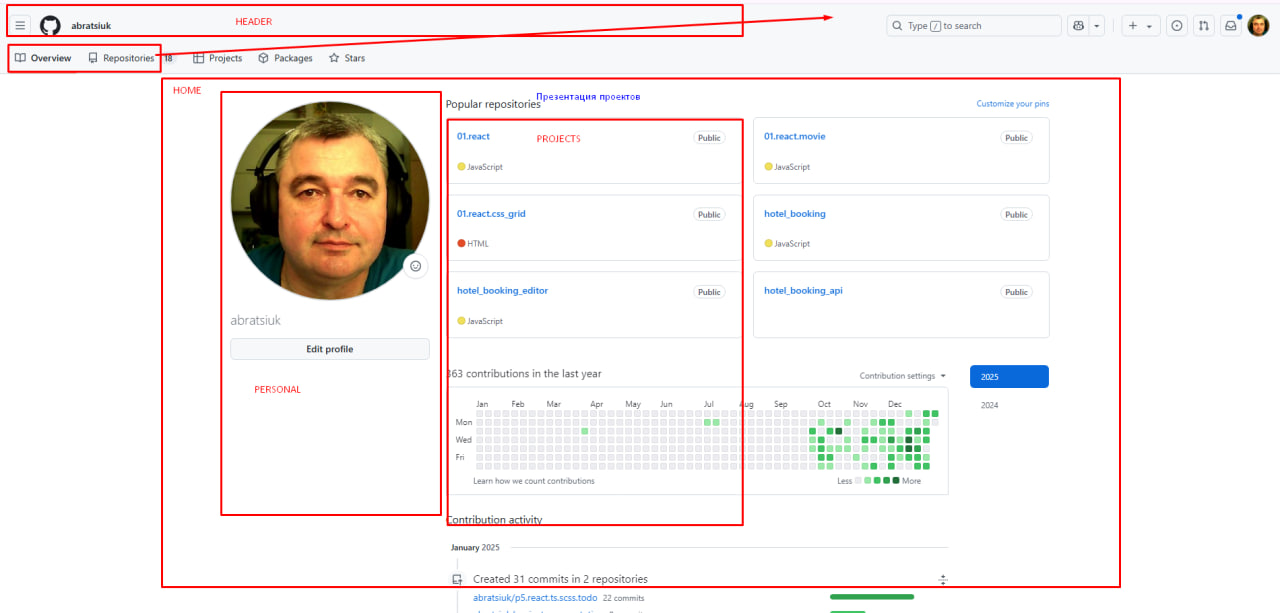 abratsiuk
HEADER
Type / to search
Overview
Repositories 18
Projects
Packages
Stars
HOME
Презентация проектов
Popular repositories
Customize your pins
01.react
PROJECTS
Public
JavaScript
01.react.movie
Public
JavaScript
01.react.css_grid
Public
HTML
hotel_booking
Public
JavaScript
hotel_booking_editor
Public
JavaScript
hotel_booking_api
Public
abratsiuk
Edit profile
PERSONAL
363 contributions in the last year
Contribution settings
2025
2024
Jan Feb Mar Apr May Jun Jul Aug Sep Oct Nov Dec
Mon
Wed
Fri
Learn how we count contributions
Less
More
Contribution activity
January 2025
Created 31 commits in 2 repositories
abratsiuk/p5.react.ts.scss.todo 22 commits